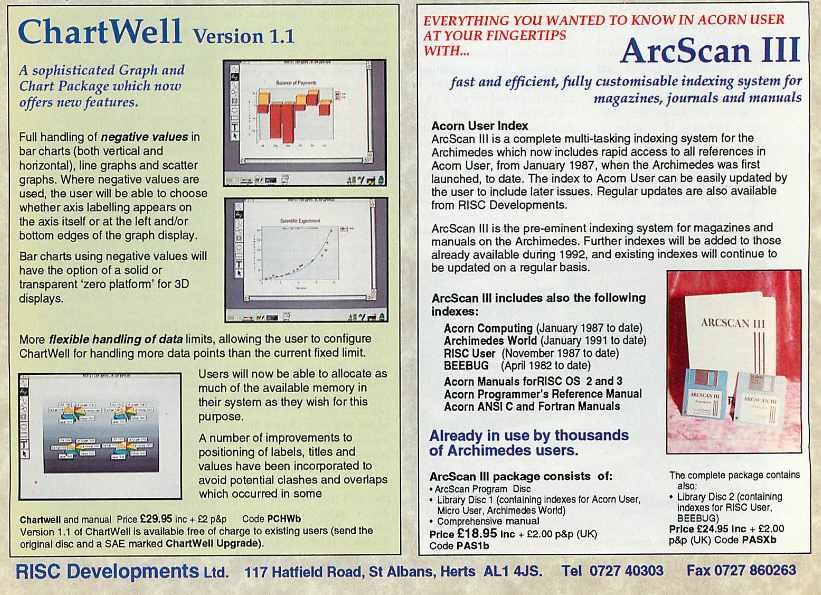 ChartWell Version 1.1
A sophisticated Graph and
Chart Package which now
offers new features.
Full handling of negative values in
bar charts (both vertical and
horizontal), line graphs and scatter
graphs. Where negative values are
used, the user will be able to choose
whether axis labelling appears on
the axis itself or at the left and/or
bottom edges of the graph display.
Bar charts using negative values will
have the option of a solid or
transparent 'zero platform' for 3D
displays.
Balance of Payments
Scientific Experiment
More flexible handling of data limits, allowing the user to configure
ChartWell for handling more data points than the current fixed limit.
Users will now be able to allocate as
much of the available memory in
their system as they wish for this
purpose.
A number of improvements to
positioning of labels, titles and
values have been incorporated to
avoid potential clashes and overlaps
which occurred in some
Chartwell and manual Price £29.95 inc + £2 p&p Code PCHWb
Version 1.1 of ChartWell is available free of charge to existing users (send the
original disc and a SAE marked ChartWell Upgrade).
EVERYTHING YOU WANTED TO KNOW IN ACORN USER
AT YOUR FINGERTIPS
WITH...
ArcScan III
fast and efficient, fully customisable indexing system for
magazines, journals and manuals
Acorn User Index
ArcScan III is a complete multi-tasking indexing system for the
Archimedes which now includes rapid access to all references in
Acorn User, from January 1987, when the Archimedes was first
launched, to date. The index to Acorn User can be easily updated by
the user to include later issues. Regular updates are also available
from RISC Developments.
ArcScan III is the pre-eminent indexing system for magazines and
manuals on the Archimedes. Further indexes will be added to those
already available during 1992, and existing indexes will continue to
be updated on a regular basis.
ArcScan III includes also the following
indexes:
Acorn Computing (January 1987 to date)
Archimedes World (January 1991 to date)
RISC User (November 1987 to date)
BEEBUG (April 1982 to date)
Acorn Manuals forRISC OS 2 and 3
Acorn Programmer's Reference Manual
Acorn ANSI C and Fortran Manuals
ARCSCAN III
ARCSCAN III
ARCSCAN III
Already in use by thousands
of Archimedes users.
ArcScan III package consists of:
• ArcScan Program Disc
• Library Disc 1 (containing indexes for Acorn User,
Micro User, Archimedes World)
• Comprehensive manual
Price £18.95 inc + £2.00 p&p (UK)
Code PAS1b
The complete package contains
also:
• Library Disc 2 (containing
indexes for RISC User,
BEEBUG)
Price £24.95 inc + £2.00
p&p (UK) Code PASXb
RISC Developments Ltd. 117 Hatfield Road, St Albans, Herts AL1 4JS. Tel 0727 40303 Fax 0727 860263